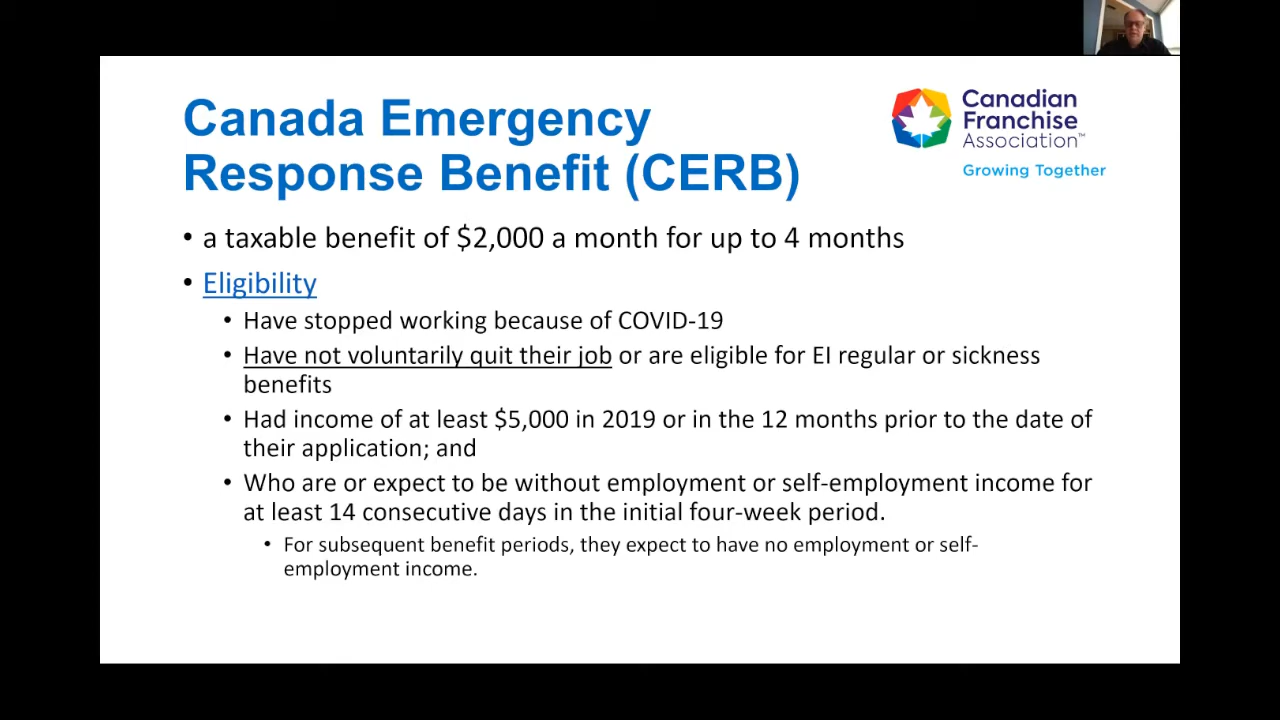 Canada Emergency
Response Benefit (CERB)
Canadian
Franchise
Association™
Growing Together
• a taxable benefit of $2,000 a month for up to 4 months
• Eligibility
• Have stopped working because of COVID-19
• Have not voluntarily quit their job or are eligible for EI regular or sickness
benefits
• Had income of at least $5,000 in 2019 or in the 12 months prior to the date of
their application; and
• Who are or expect to be without employment or self-employment income for
at least 14 consecutive days in the initial four-week period.
• For subsequent benefit periods, they expect to have no employment or self-
employment income.